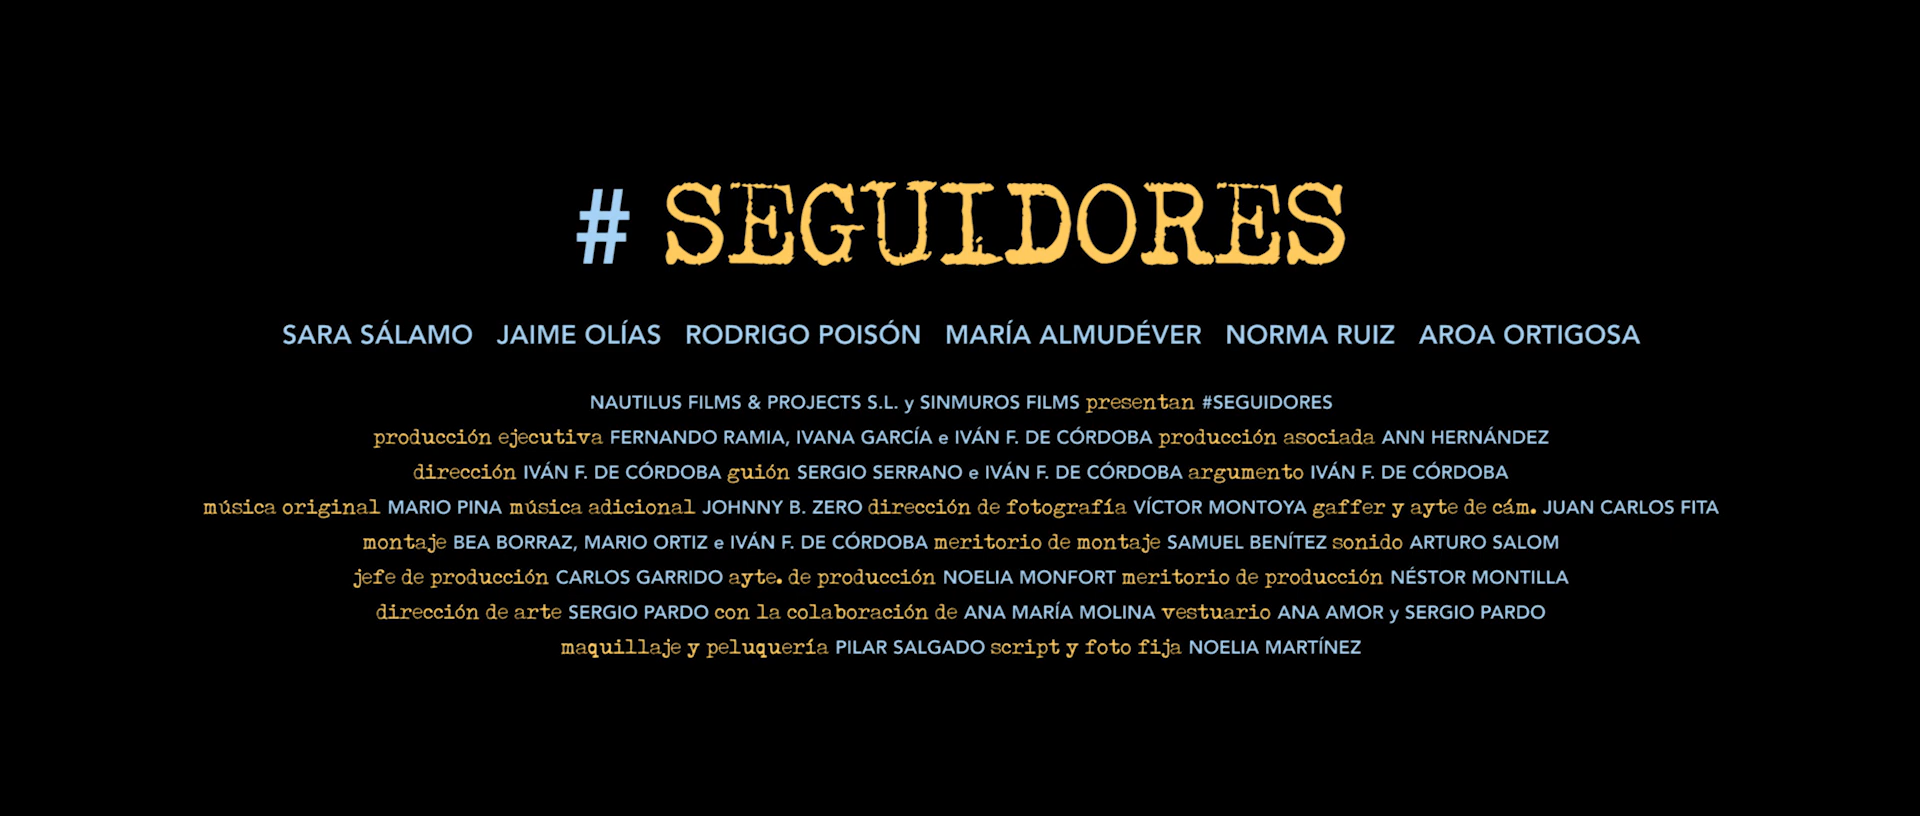 # SEGUIDORES
SARA SÁLAMO JAIME OLÍAS RODRIGO POISÓN MARÍA ALMUDÉVER NORMA RUIZ AROA ORTIGOSA
NAUTILUS FILMS & PROJECTS S.L. y SINMUROS FILMS presentan #SEGUIDORES
producción ejecutiva FERNANDO RAMIA, IVANA GARCÍA e IVÁN F. DE CÓRDOBA producción asociada ANN HERNÁNDEZ
dirección IVÁN F. DE CÓRDOBA guión SERGIO SERRANO e IVÁN F. DE CÓRDOBA argumento IVÁN F. DE CÓRDOBA
música original MARIO PINA música adicional JOHNNY B. ZERO dirección de fotografía VÍCTOR MONTOYA gaffer y ayte de cám. JUAN CARLOS FITA
montaje BEA BORRAZ, MARIO ORTIZ e IVÁN F. DE CÓRDOBA meritorio de montaje SAMUEL BENÍTEZ sonido ARTURO SALOM
jefe de producción CARLOS GARRIDO ayte. de producción NOELIA MONFORT meritorio de producción NÉSTOR MONTILLA
dirección de arte SERGIO PARDO con la colaboración de ANA MARÍA MOLINA vestuario ANA AMOR y SERGIO PARDO
maquillaje y peluquería PILAR SALGADO script y foto fija NOELIA MARTÍNEZ